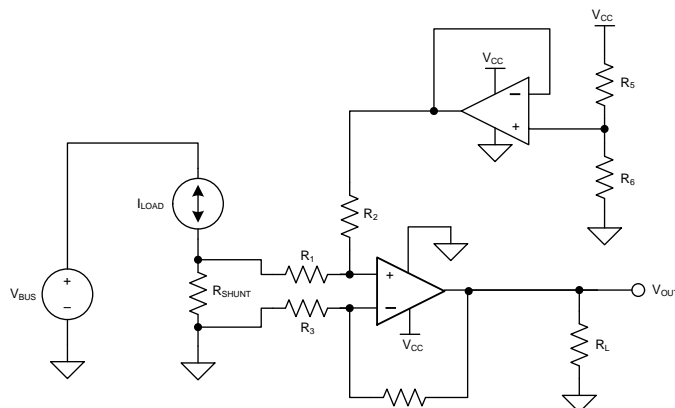 VCC
VCC
R5
R6
ILOAD
R2
R1
RSHUNT
VBUS
R3
VOUT
VCC
RL